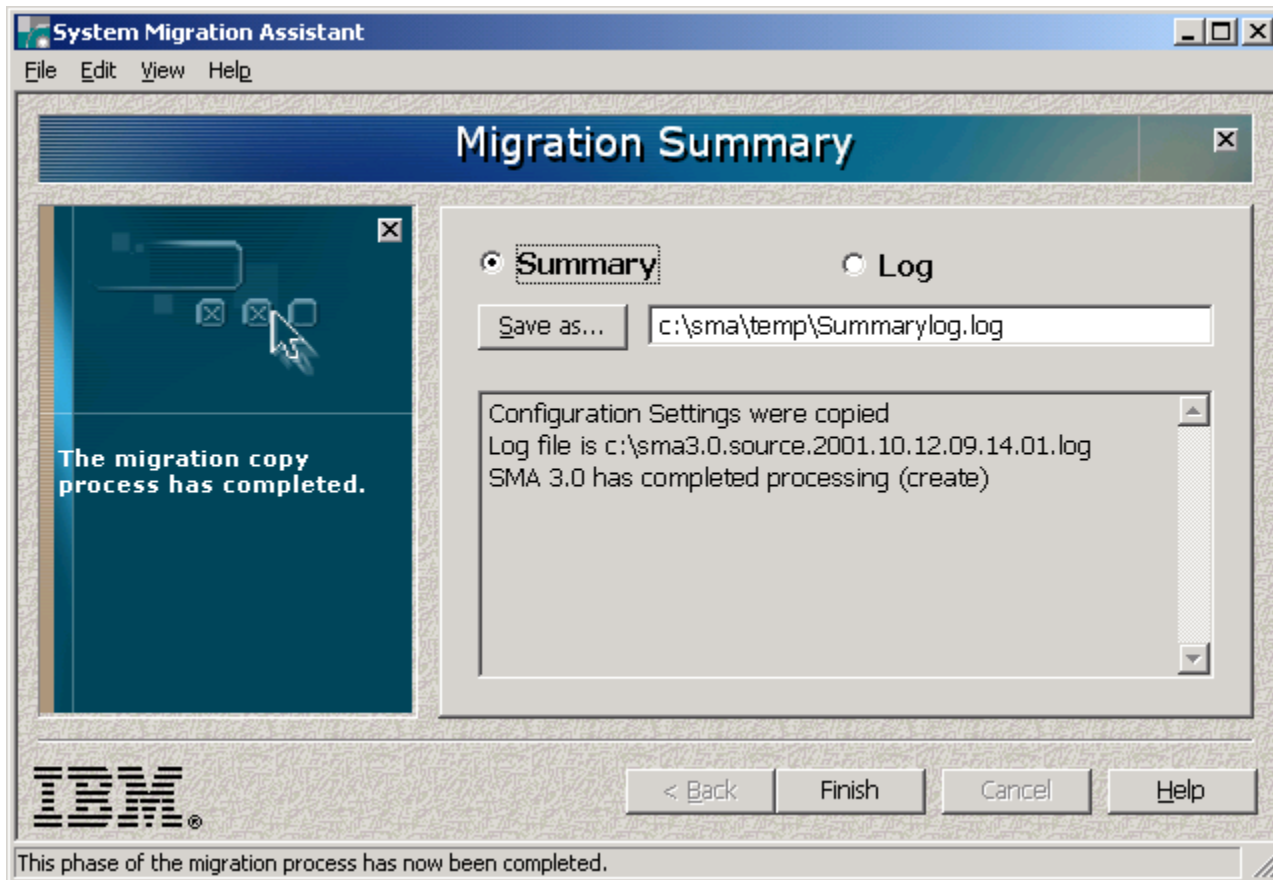 System Migration Assistant
File Edit View Help
Migration Summary
The migration copy
process has completed.
Summary Log
Save as... c:\sma\temp\Summarylog.log
Configuration Settings were copied
Log file is c:\sma3.0.source.2001.10.12.09.14.01.log
SMA 3.0 has completed processing (create)
IBM®
< Back Finish Cancel Help
This phase of the migration process has now been completed.